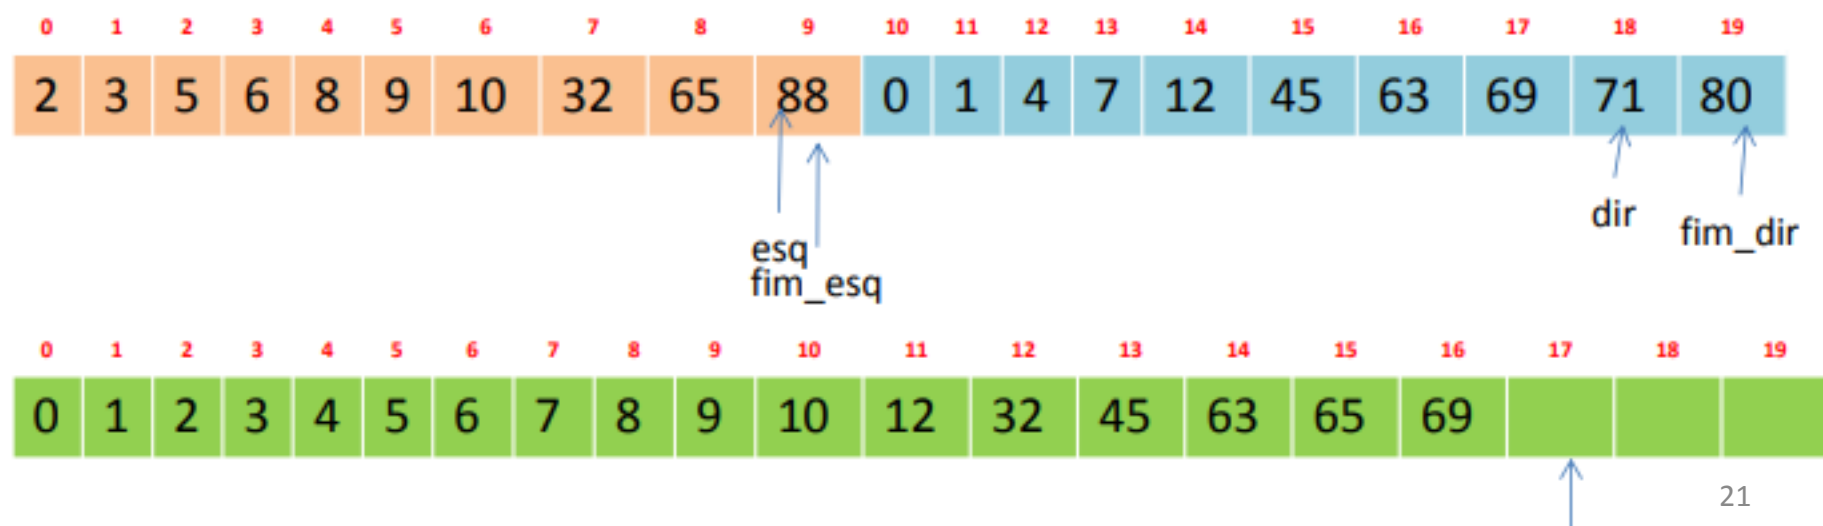 0 1 2 3 4 5 6 7 8 9 10 11 12 13 14 15 16 17 18 19
2 3 5 6 8 9 10 32 65 88 0 1 4 7 12 45 63 69 71 80
dir
fim_dir
esq
fim_esq
0 1 2 3 4 5 6 7 8 9 10 11 12 13 14 15 16 17 18 19
0 1 2 3 4 5 6 7 8 9 10 12 32 45 63 65 69
21